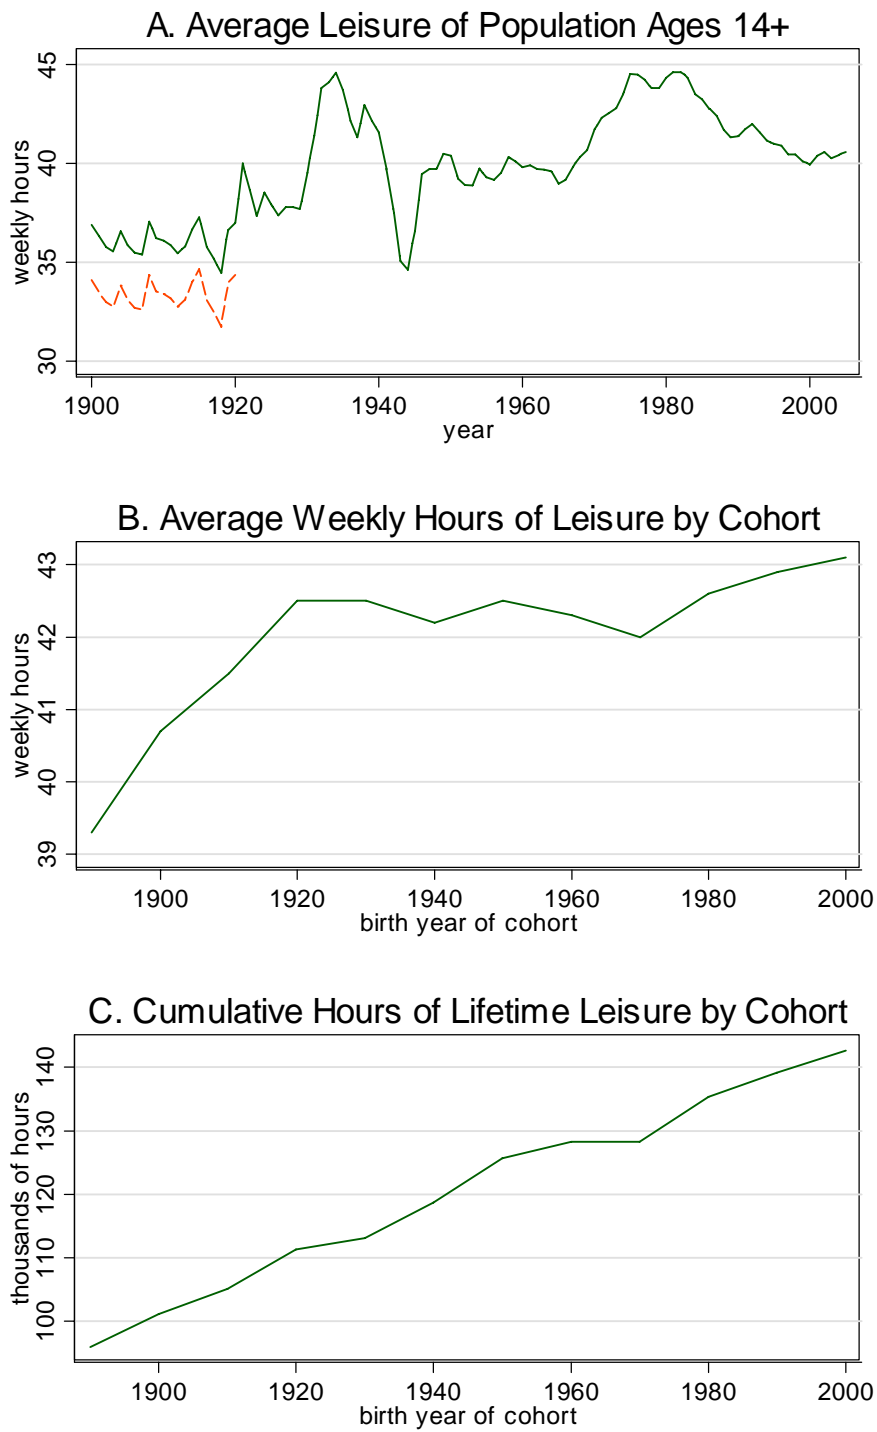 A. Average Leisure of Population Ages 14+
weekly hours
45
40
35
30
1900 1920 1940 1960 1980 2000
year
B. Average Weekly Hours of Leisure by Cohort
weekly hours
43
42
41
40
39
1900 1920 1940 1960 1980 2000
birth year of cohort
C. Cumulative Hours of Lifetime Leisure by Cohort
thousands of hours
140
130
120
110
100
1900 1920 1940 1960 1980 2000
birth year of cohort